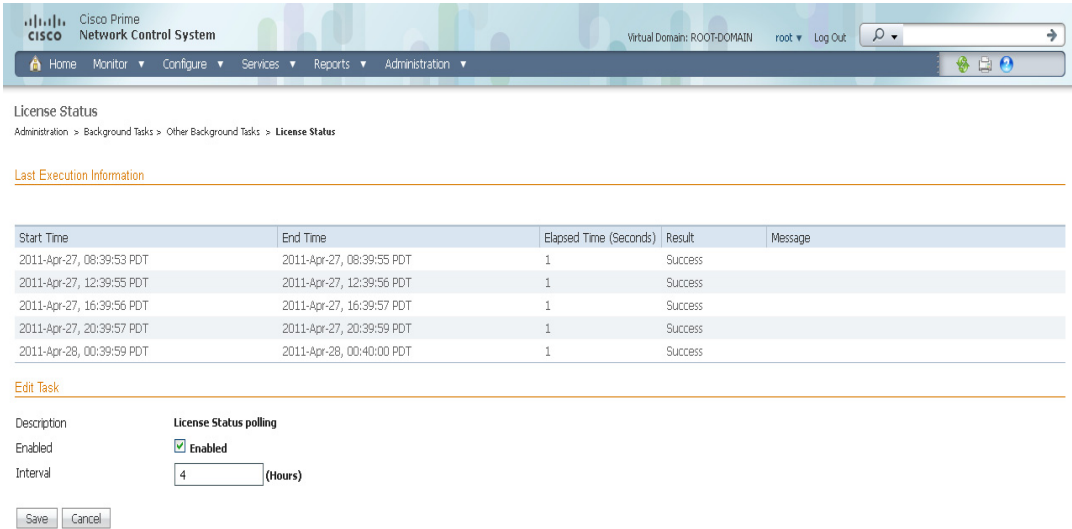 Cisco Prime
CISCO Network Control System
Virtual Domain: ROOT-DOMAIN root Log Out
Home Monitor Configure Services Reports Administration
License Status
Administration > Background Tasks > Other Background Tasks > License Status
Last Execution Information
Start Time End Time Elapsed Time (Seconds) Result Message
2011-Apr-27, 08:39:53 PDT 2011-Apr-27, 08:39:55 PDT 1 Success
2011-Apr-27, 12:39:55 PDT 2011-Apr-27, 12:39:56 PDT 1 Success
2011-Apr-27, 16:39:56 PDT 2011-Apr-27, 16:39:57 PDT 1 Success
2011-Apr-27, 20:39:57 PDT 2011-Apr-27, 20:39:59 PDT 1 Success
2011-Apr-28, 00:39:59 PDT 2011-Apr-28, 00:40:00 PDT 1 Success
Edit Task
Description License Status polling
Enabled Enabled
Interval 4 (Hours)
Save Cancel